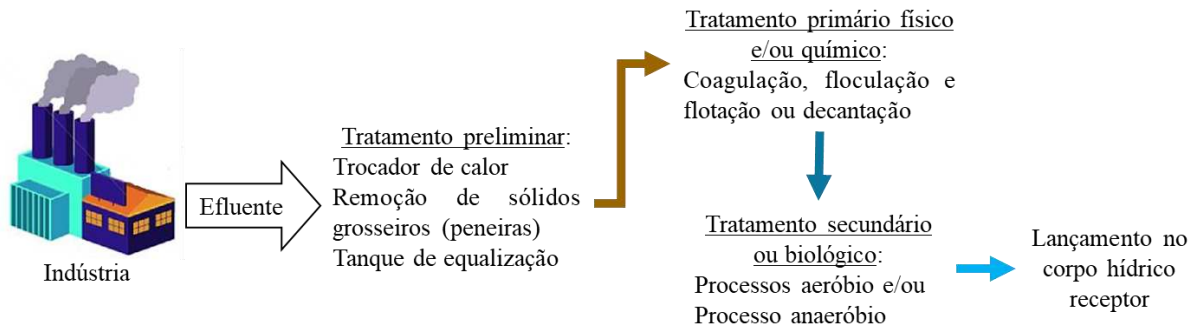 Indústria
Efluente
Tratamento preliminar:
Trocador de calor
Remoção de sólidos
grosseiros (peneiras)
Tanque de equalização
Tratamento primário físico
e/ou químico:
Coagulação, floculação e
flotação ou decantação
Tratamento secundário
ou biológico:
Processos aeróbio e/ou
Processo anaeróbio
Lançamento no
corpo hídrico
receptor